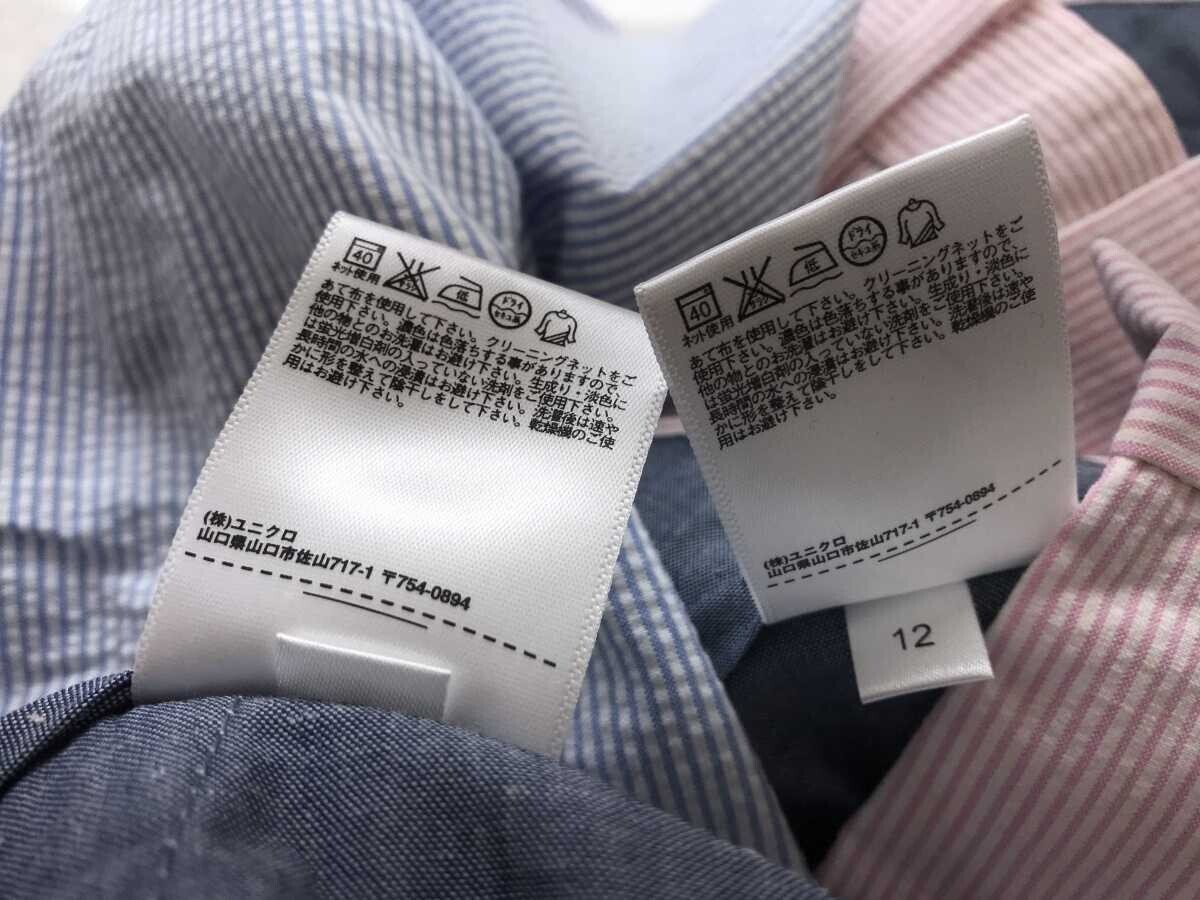 40
ネット使用
低
ドライ
セキユ系
あて布を使用して下さい。クリーニングネットをご
使用下さい。濃色は色落ちする事がありますので、
他の物とのお洗濯はお避け下さい。生成り・淡色に
は蛍光増白剤の入っていない洗剤をご使用下さい。
長時間の水への浸漬はお避け下さい。洗濯後は速や
かに形を整えて陰干しをして下さい。乾燥機のご使
用はお避け下さい。
(株)ユニクロ
山口県山口市佐山717-1 〒754-0894
40
ネット使用
低
ドライ
セキユ系
あて布を使用して下さい。クリーニングネットをご
使用下さい。濃色は色落ちする事がありますので、
他の物とのお洗濯はお避け下さい。生成り・淡色に
は蛍光増白剤の入っていない洗剤をご使用下さい。
長時間の水への浸漬はお避け下さい。洗濯後は速や
かに形を整えて陰干しをして下さい。乾燥機のご使
用はお避け下さい。
(株)ユニクロ
山口県山口市佐山717-1 〒754-0894
12